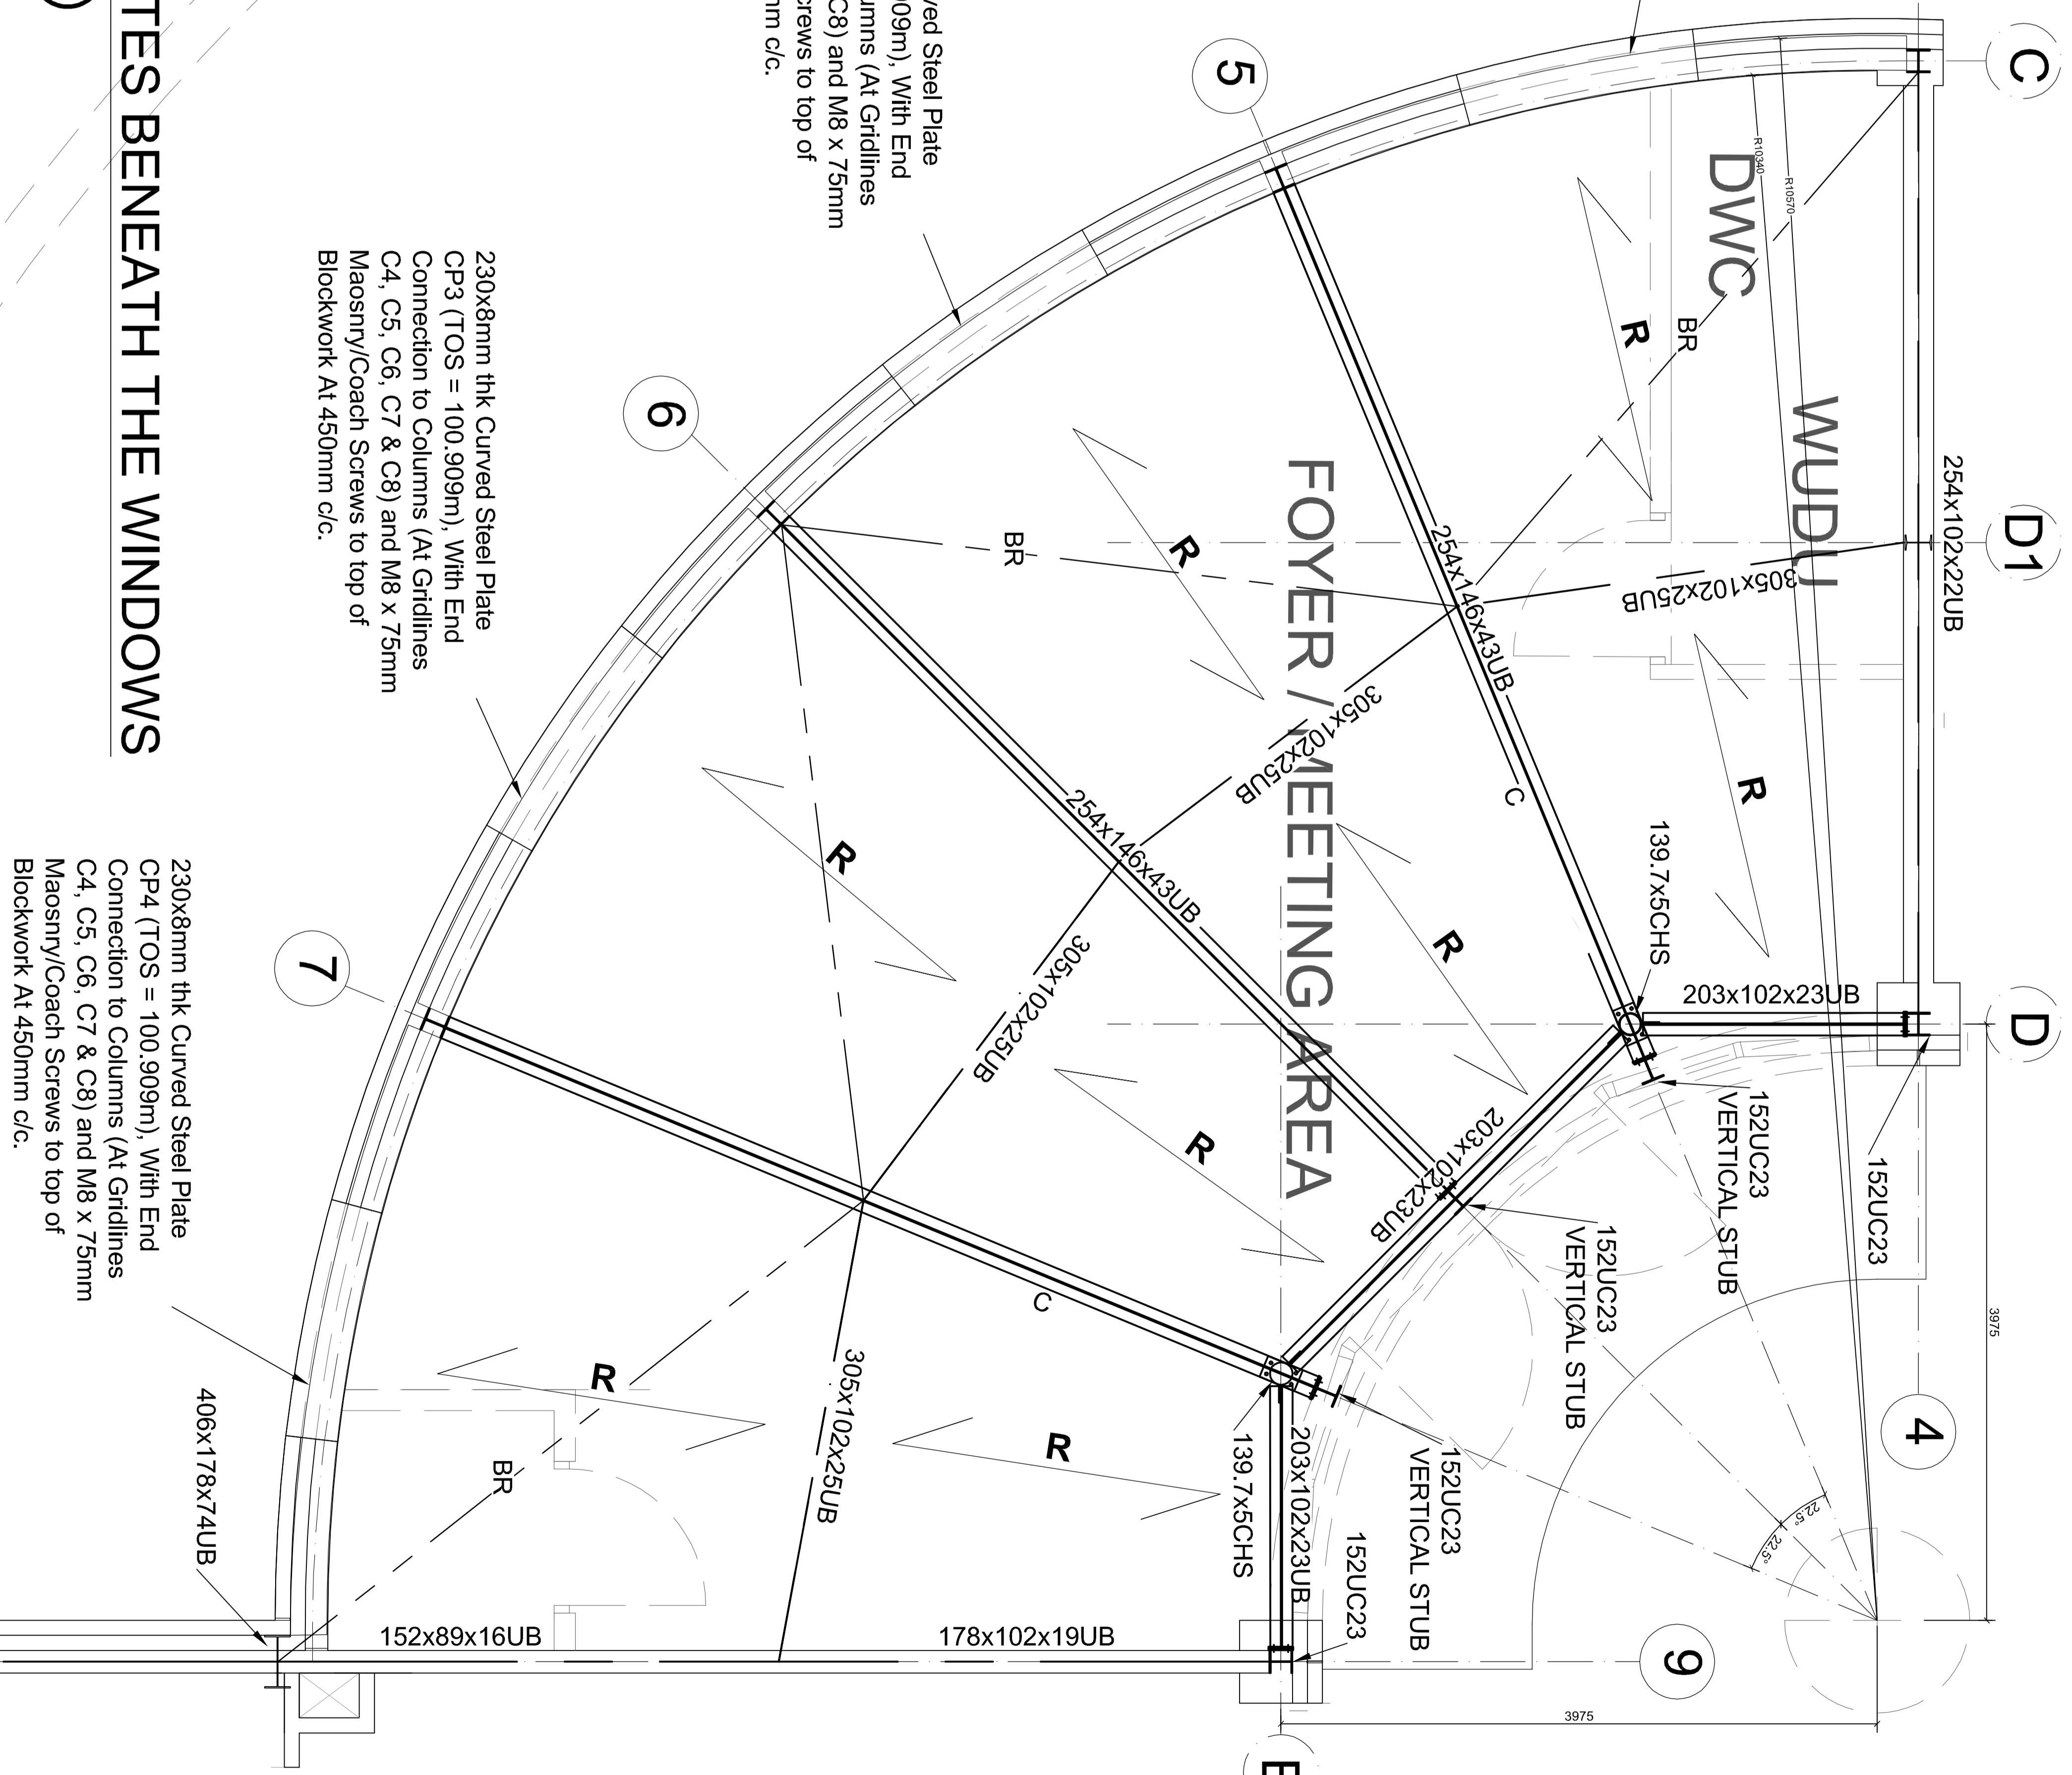 C
D1
D
4
5
6
7
9
TES BENEATH THE WINDOWS
ved Steel Plate
009m), With End
umns (At Gridlines
C8) and M8 x 75mm
crews to top of
mm c/c.
230x8mm thk Curved Steel Plate
CP3 (TOS = 100.909m), With End
Connection to Columns (At Gridlines
C4, C5, C6, C7 & C8) and M8 x 75mm
Maosnry/Coach Screws to top of
Blockwork At 450mm c/c.
230x8mm thk Curved Steel Plate
CP4 (TOS = 100.909m), With End
Connection to Columns (At Gridlines
C4, C5, C6, C7 & C8) and M8 x 75mm
Maosnry/Coach Screws to top of
Blockwork At 450mm c/c.
DWC
WUDU
FOYER / MEETING AREA
R10340
R10570
254x102x22UB
305x102x25UB
254x146x43UB
305x102x25UB
254x146x43UB
305x102x25UB
305x102x25UB
BR
BR
BR
R
R
R
R
R
R
R
R
C
C
139.7x5CHS
203x102x23UB
203x102x23UB
203x102x23UB
139.7x5CHS
152UC23
VERTICAL STUB
152UC23
152UC23
VERTICAL STUB
152UC23
VERTICAL STUB
152UC23
22.5°
22.5°
3975
3975
406x178x74UB
152x89x16UB
178x102x19UB